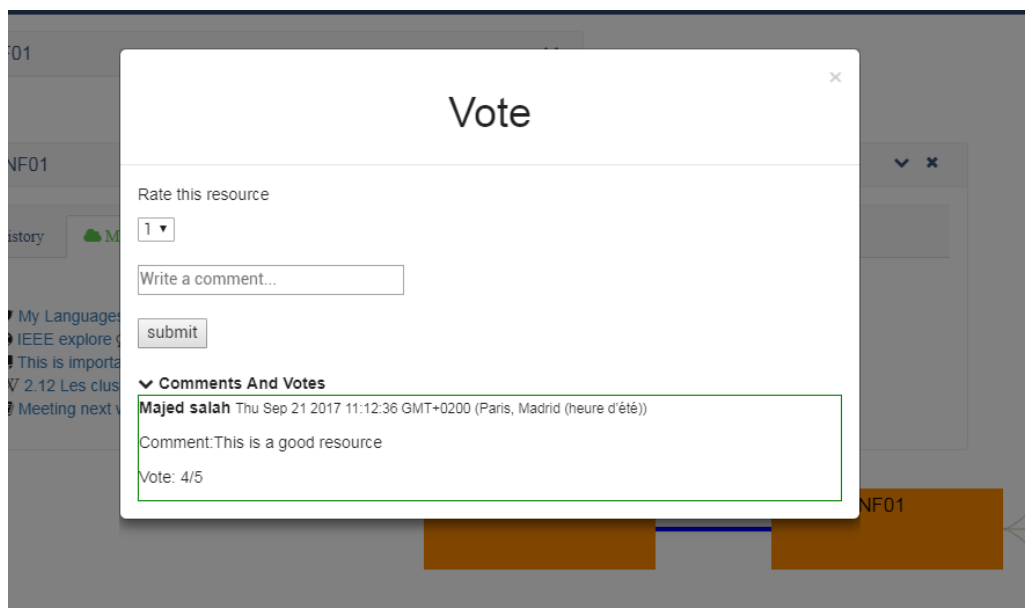 F01
×
Vote
NF01
Rate this resource
1
istory
M
Write a comment...
My Languages
submit
IEEE explore
This is importa
2.12 Les clus
Comments And Votes
Meeting next
Majed salah Thu Sep 21 2017 11:12:36 GMT+0200 (Paris, Madrid (heure d'été))
Comment:This is a good resource
Vote: 4/5
NF01